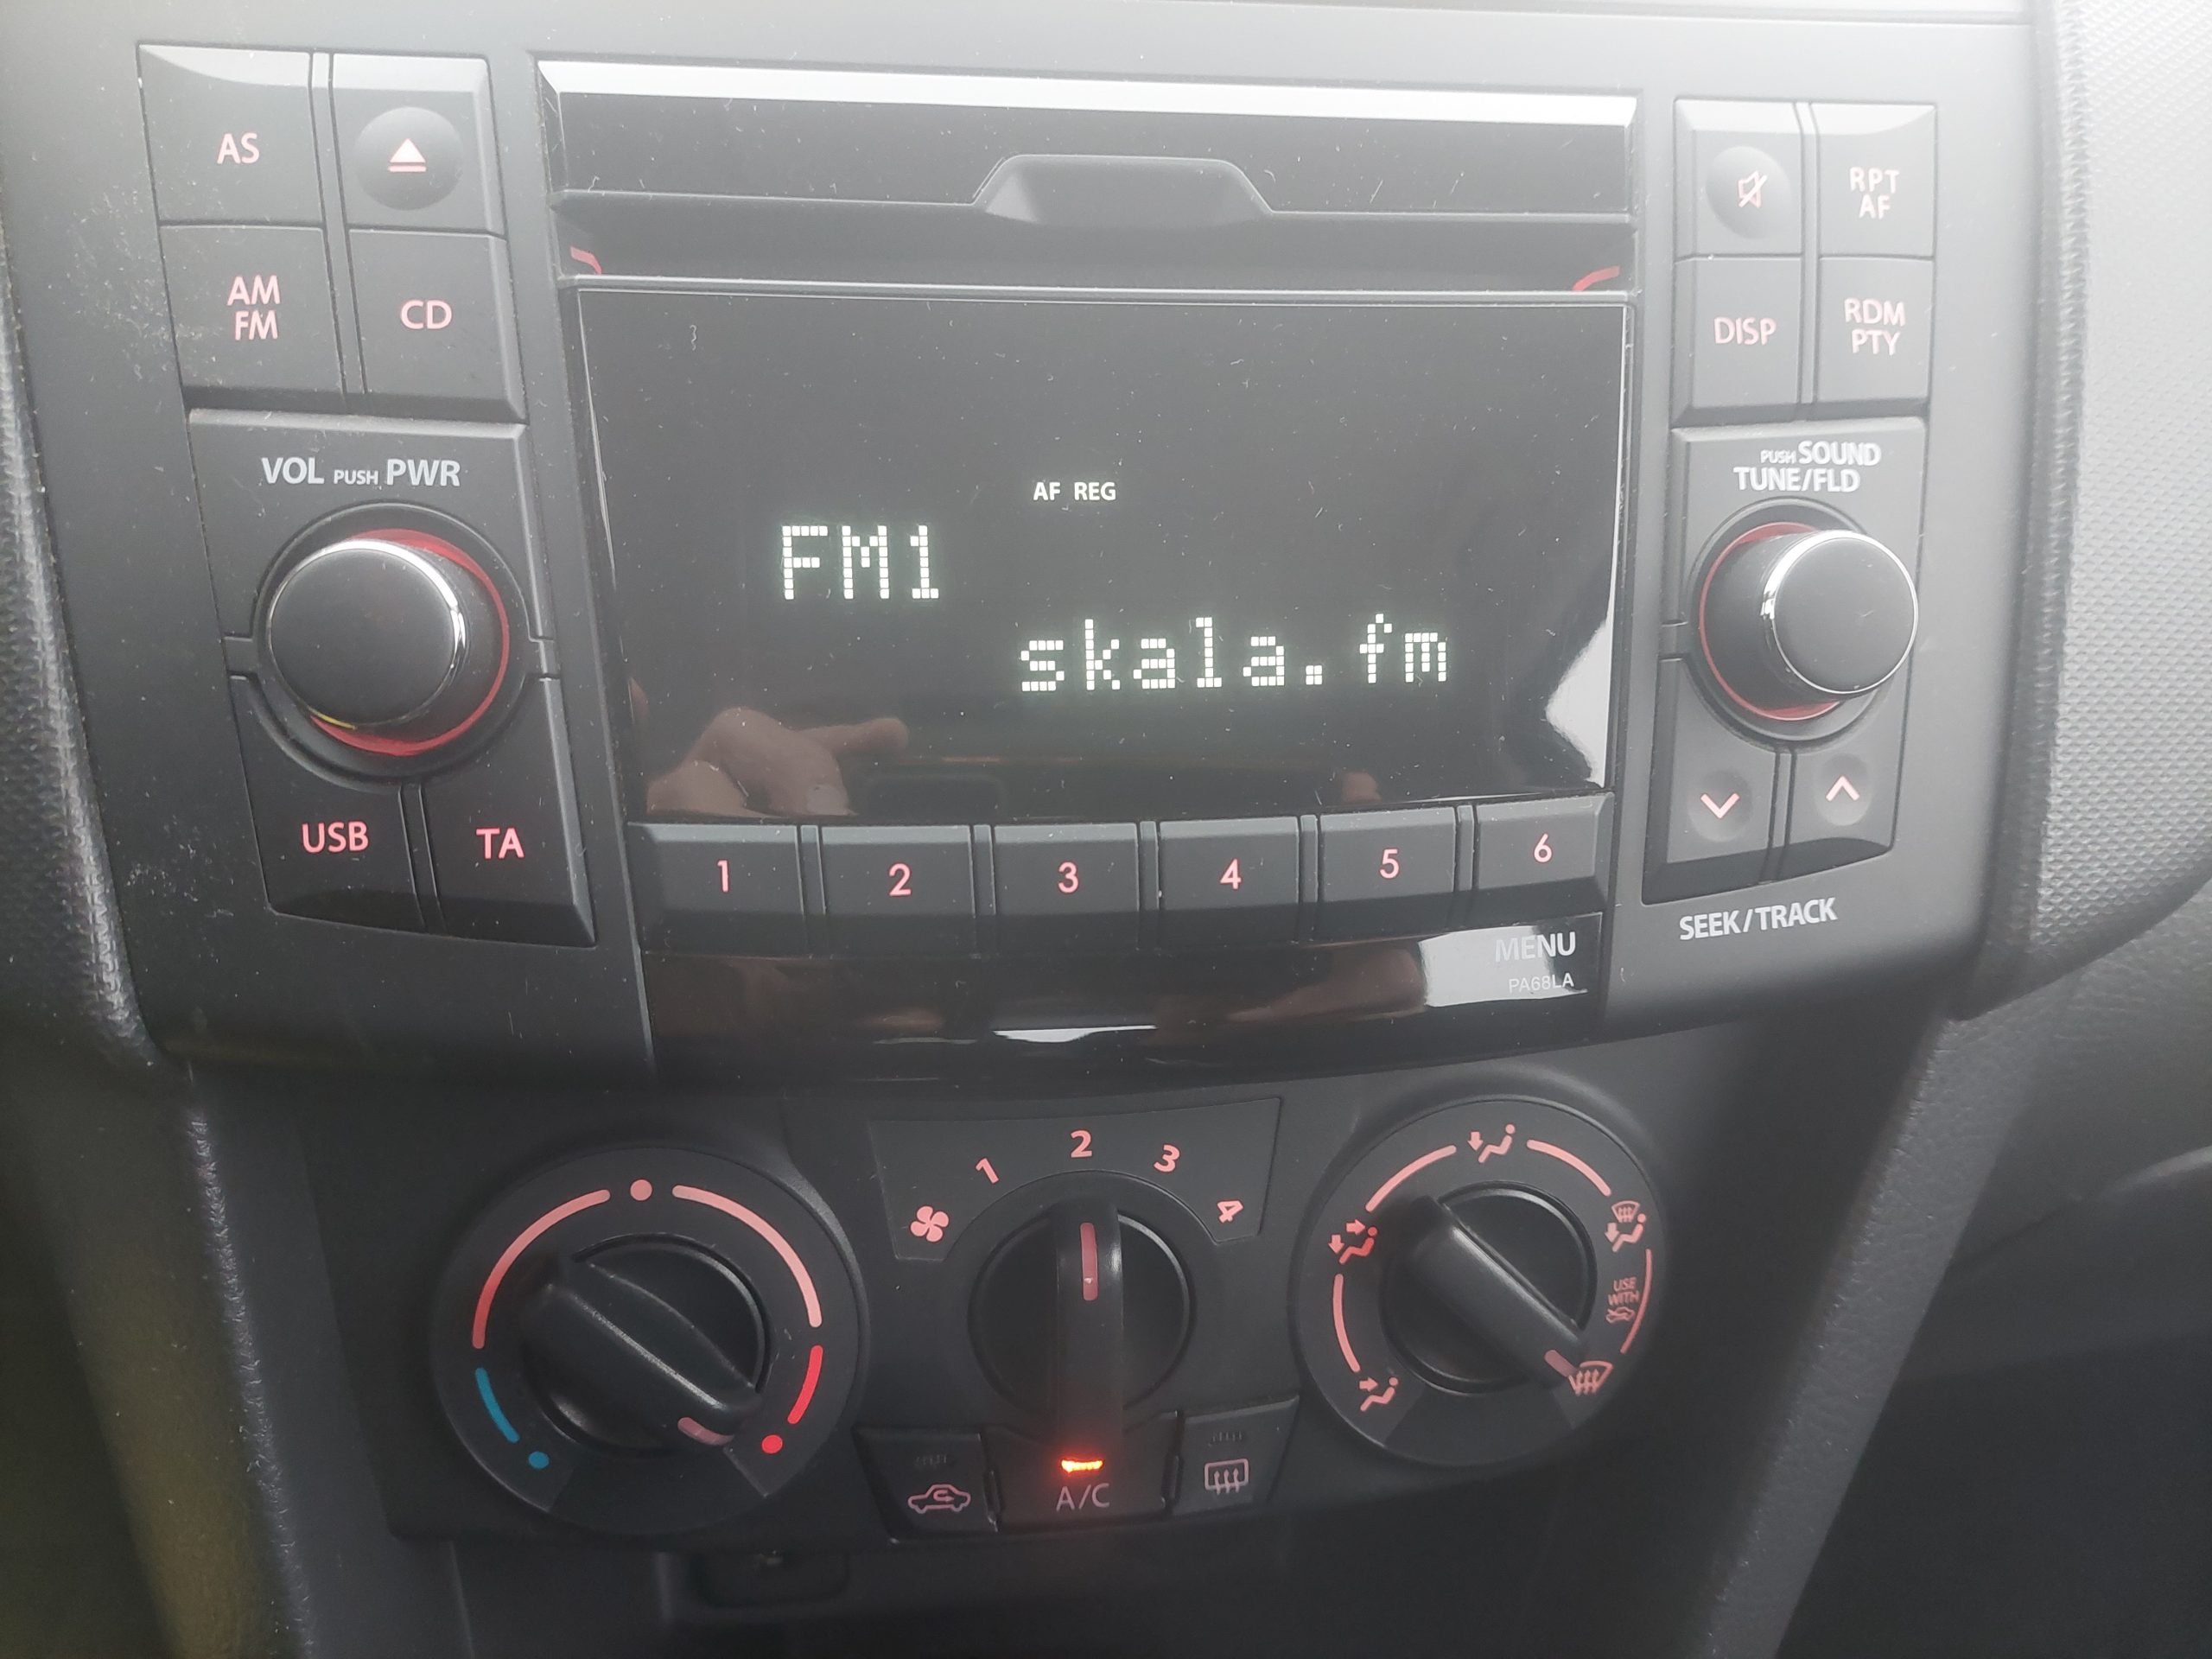 AS
AM
FM
CD
RPT
AF
DISP
RDM
PTY
VOL PUSH PWR
PUSH SOUND
TUNE/FLD
AF REG
FM1
skala.fm
USB
TA
1
2
3
4
5
6
MENU
PA68LA
SEEK/TRACK
1
2
3
4
USE
WITH
A/C